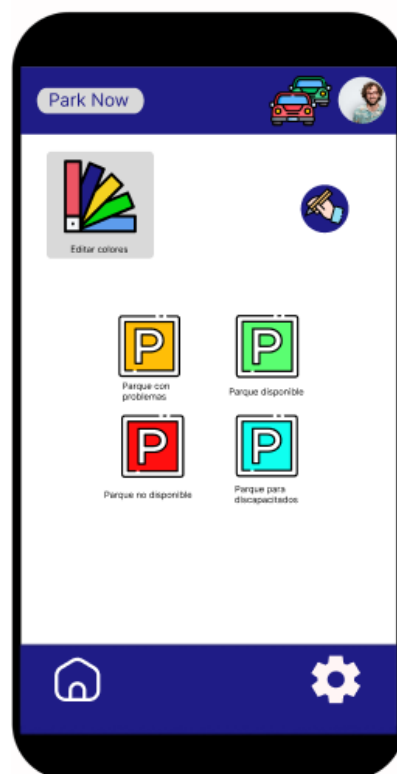 Park Now
Editar colores
P
P
Parque con
problemas
Parque disponible
P
P
Parque no disponible
Parque para
discapacitados